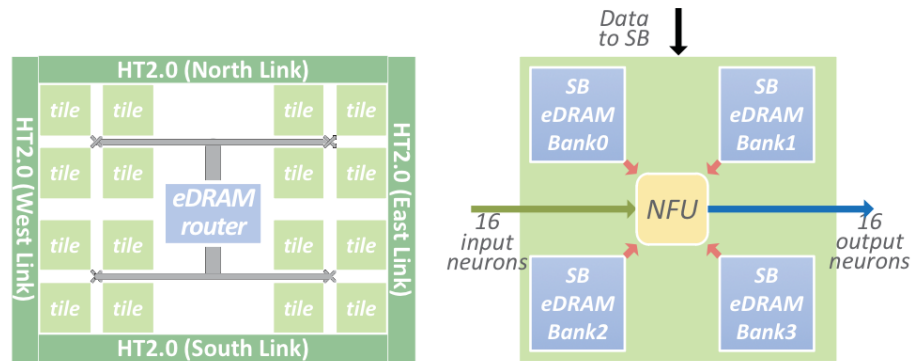 HT2.0 (North Link)
HT2.0 (West Link)
tile tile tile tile
tile tile tile tile
eDRAM
router
tile tile tile tile
tile tile tile tile
HT2.0 (East Link)
HT2.0 (South Link)
Data
to SB
SB
eDRAM
Bank0
SB
eDRAM
Bank1
16
input
neurons
NFU
16
output
neurons
SB
eDRAM
Bank2
SB
eDRAM
Bank3